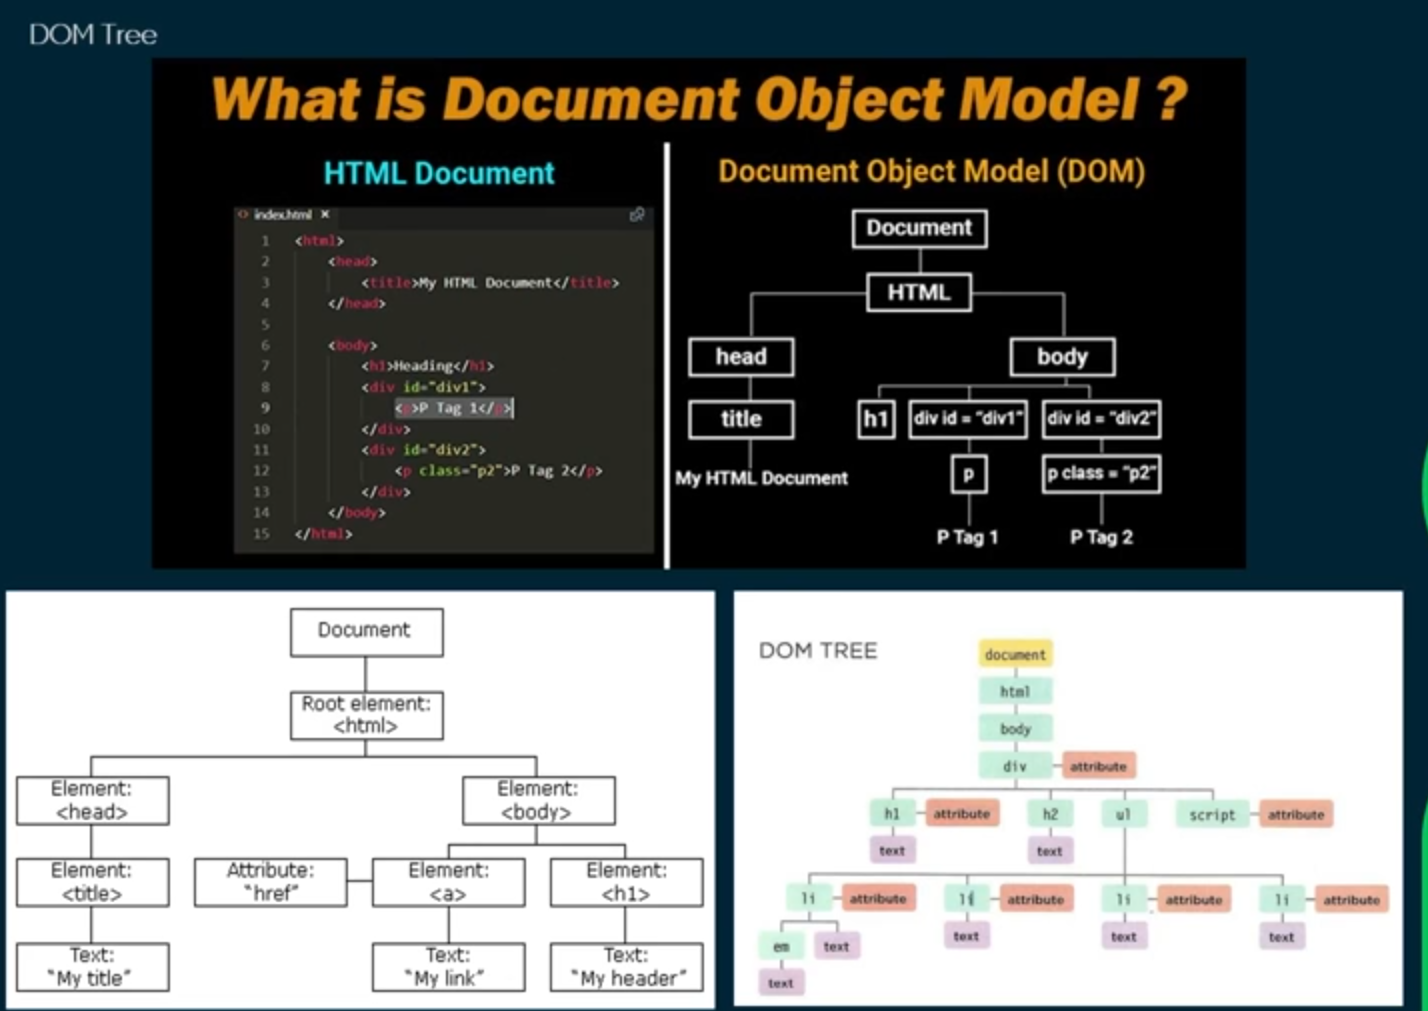 DOM Tree
What is Document Object Model ?
HTML Document
index.html ×
1 <html>
2 <head>
3 <title>My HTML Document</title>
4 </head>
5
6 <body>
7 <h1>Heading</h1>
8 <div id="div1">
9 <p>P Tag 1</p>
10 </div>
11 <div id="div2">
12 <p class="p2">P Tag 2</p>
13 </div>
14 </body>
15 </html>
Document Object Model (DOM)
Document
HTML
head body
title h1 div id = "div1" div id = "div2"
My HTML Document p p class = "p2"
P Tag 1 P Tag 2
Document
Root element:
<html>
Element: Element:
<head> <body>
Element: Attribute: Element: Element:
<title> "href" <a> <h1>
Text: Text: Text:
"My title" "My link" "My header"
DOM TREE
document
html
body
div attribute
h1 attribute h2 ul script attribute
text text
li attribute li attribute li attribute li attribute
em text text text text
text